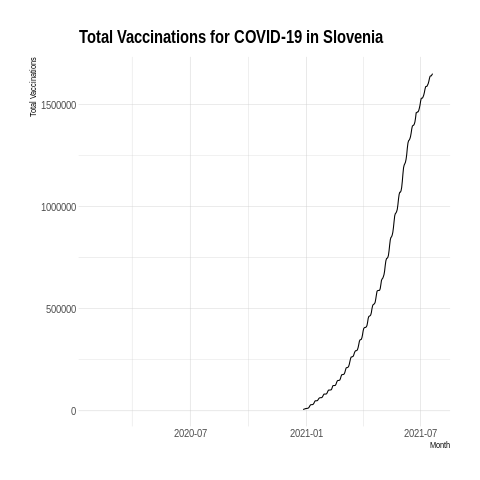 Total Vaccinations for COVID-19 in Slovenia
Total Vaccinations
1500000
1000000
500000
0
2020-07 2021-01 2021-07
Month